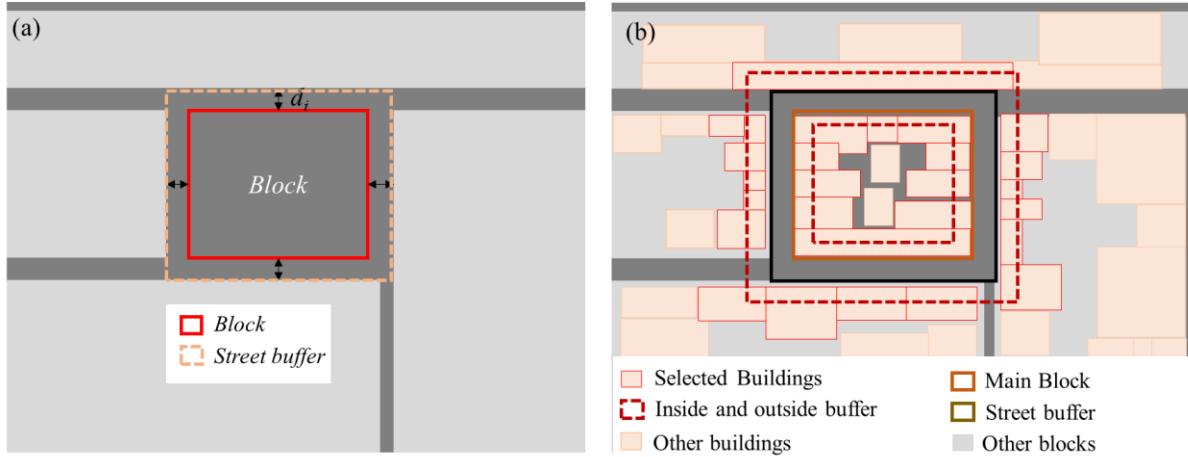 (a)
d_i
Block
Block
Street buffer
(b)
Selected Buildings
Inside and outside buffer
Other buildings
Main Block
Street buffer
Other blocks